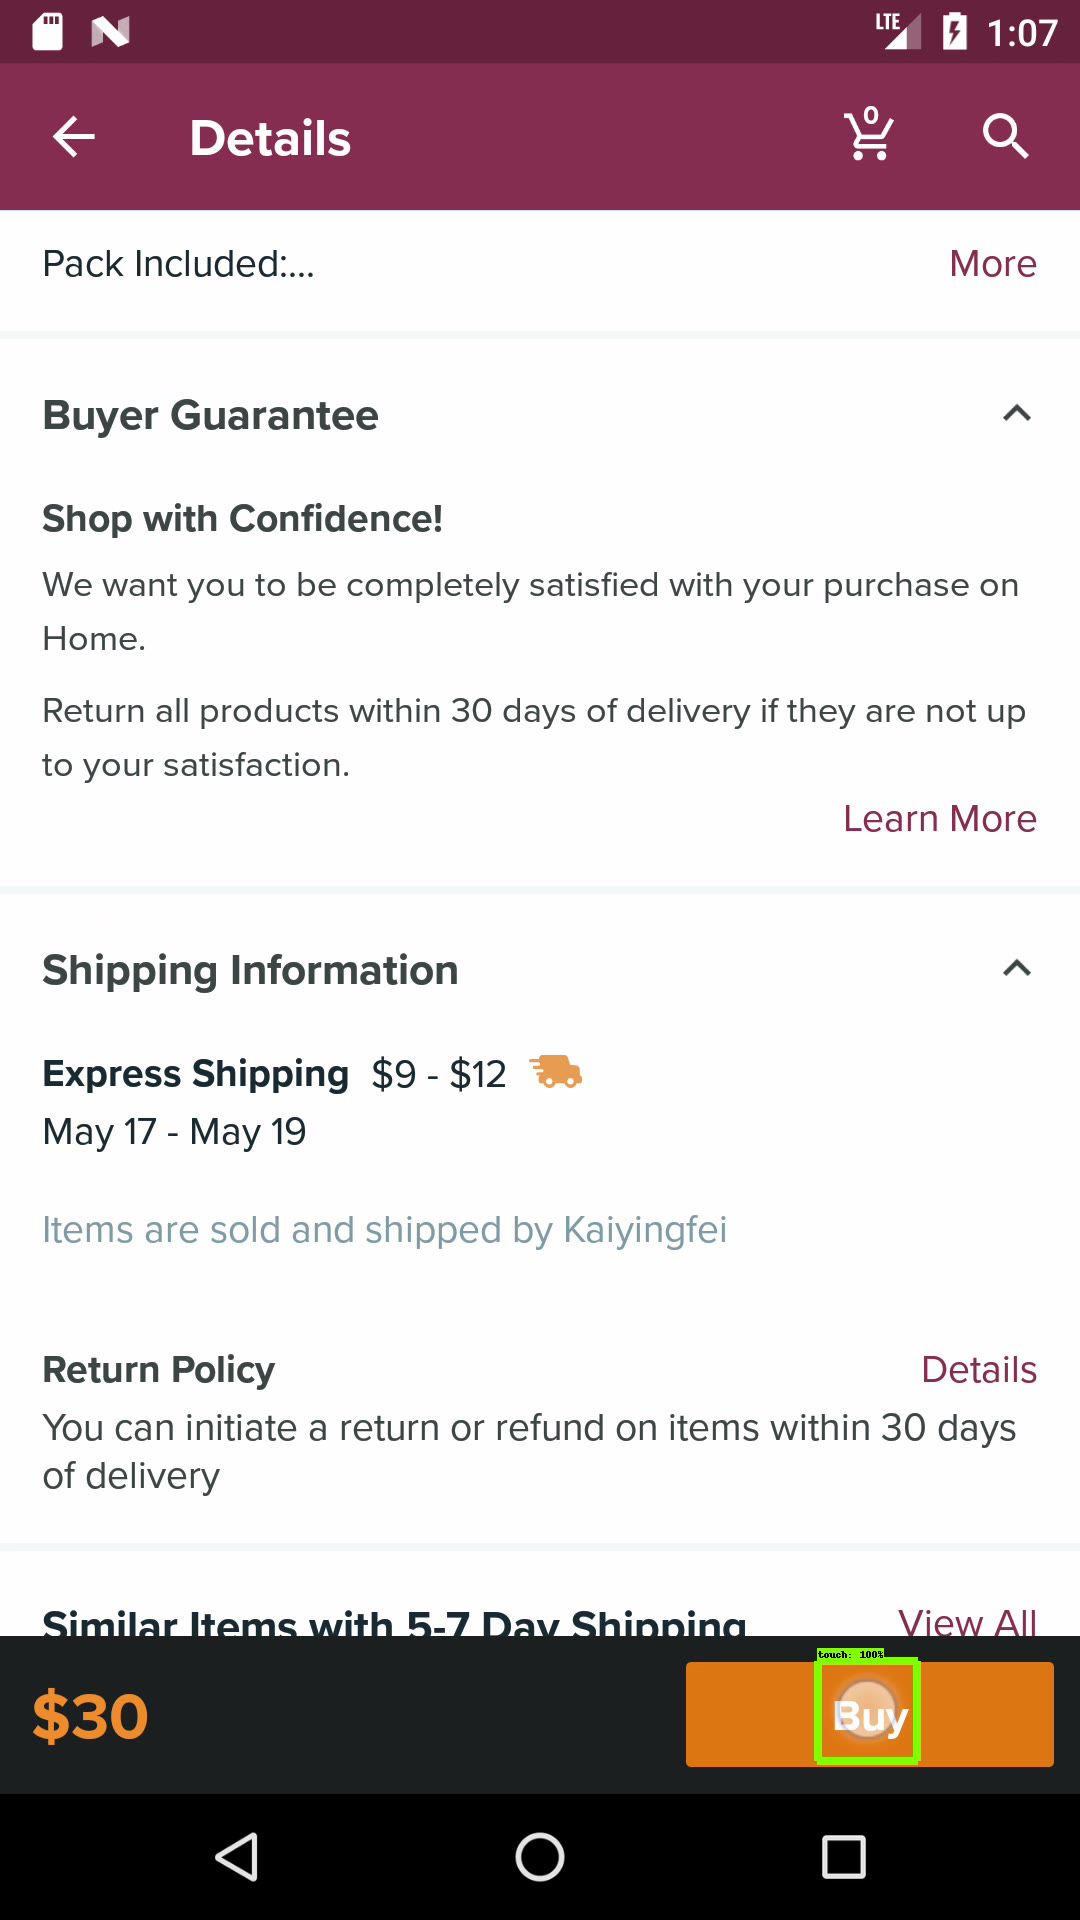 LTE 1:07
Details 0
Pack Included:... More
Buyer Guarantee
Shop with Confidence!
We want you to be completely satisfied with your purchase on
Home.
Return all products within 30 days of delivery if they are not up
to your satisfaction.
Learn More
Shipping Information
Express Shipping $9 - $12
May 17 - May 19
Items are sold and shipped by Kaiyingfei
Return Policy Details
You can initiate a return or refund on items within 30 days
of delivery
Similar Items with 5-7 Day Shipping View All
touch: 100%
$30 Buy